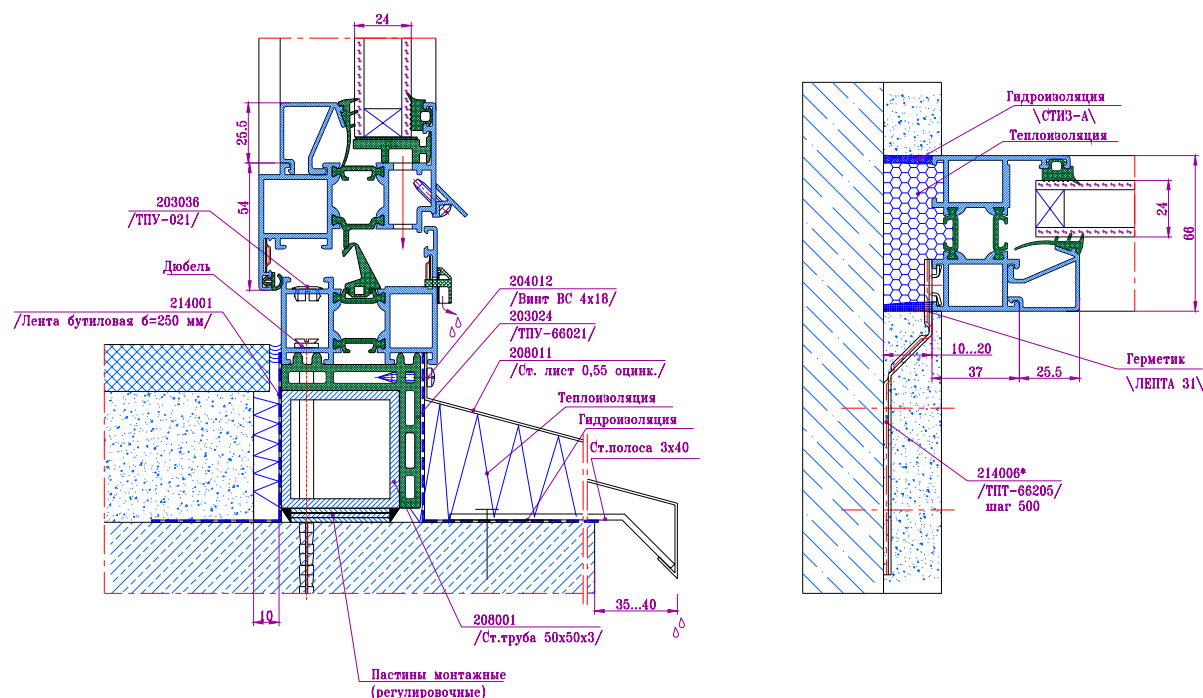 24
25.5
54
203036
/ТПУ-021/
Дюбель
214001
/Лента бутиловая б=250 мм/
204012
/Винт ВС 4х18/
203024
/ТПУ-66021/
208011
/Ст. лист 0,55 оцинк./
Теплоизоляция
Гидроизоляция
Ст.полоса 3х40
10
35...40
208001
/Ст.труба 50х50х3/
Пастины монтажные
(регулировочные)
Гидроизоляция
\СТИЗ-А\
Теплоизоляция
24
66
10...20
37
25.5
Герметик
\ЛЕПТА 31\
214006*
/ТПТ-66205/
шаг 500